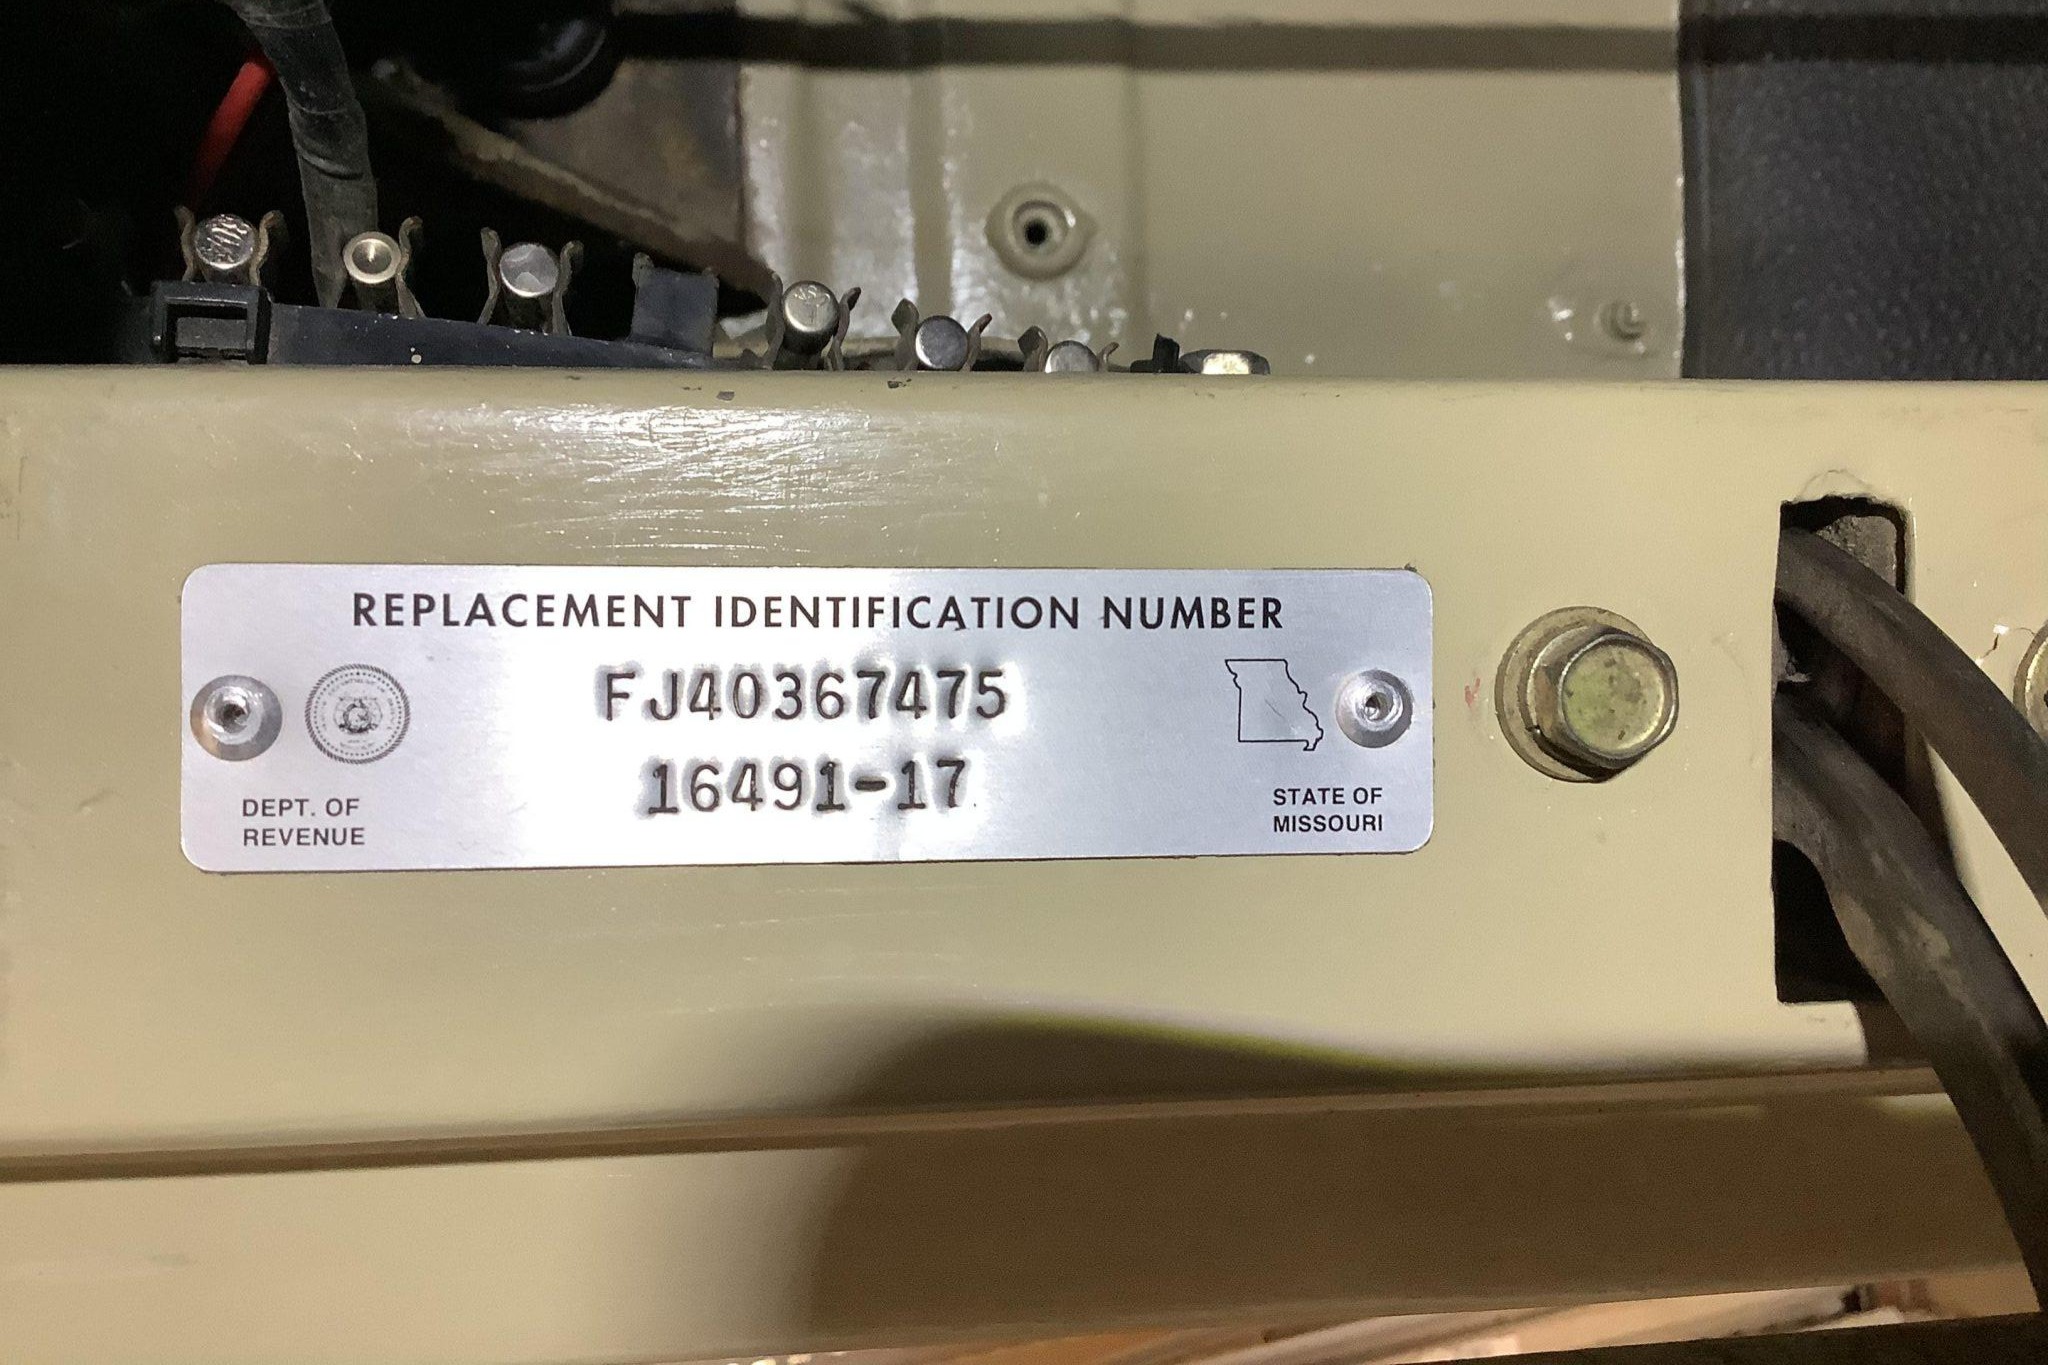 REPLACEMENT IDENTIFICATION NUMBER
FJ40367475
16491-17
DEPT. OF
REVENUE
STATE OF
MISSOURI